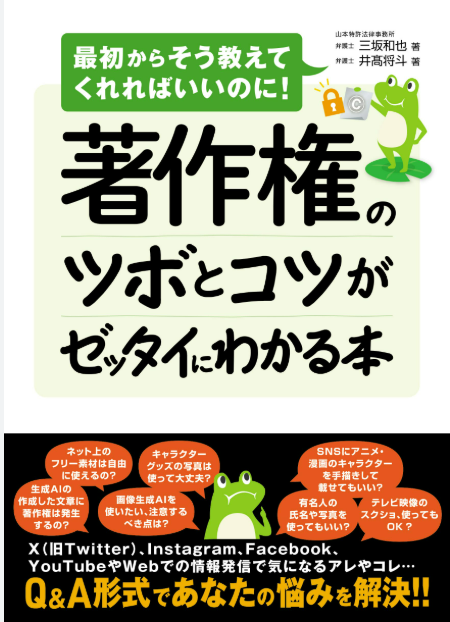 山本特許法律事務所
弁護士 三坂和也 著
弁護士 井髙将斗 著
最初からそう教えて
くれればいいのに!
C
著作権の
ツボとコツが
ゼッタイにわかる本
ネット上の
フリー素材は自由
に使えるの?
キャラクター
グッズの写真は
使って大丈夫?
SNSにアニメ・
漫画のキャラクター
を手描きして
載せてもいい?
生成AIの
作成した文章に
著作権は発生
するの?
画像生成AIを
使いたい、注意する
べき点は?
有名人の
氏名や写真を
使ってもいい?
テレビ映像の
スクショ、使っても
OK?
X(旧Twitter)、Instagram、Facebook、
YouTubeやWebでの情報発信で気になるアレやコレ…
Q&A形式であなたの悩みを解決!!